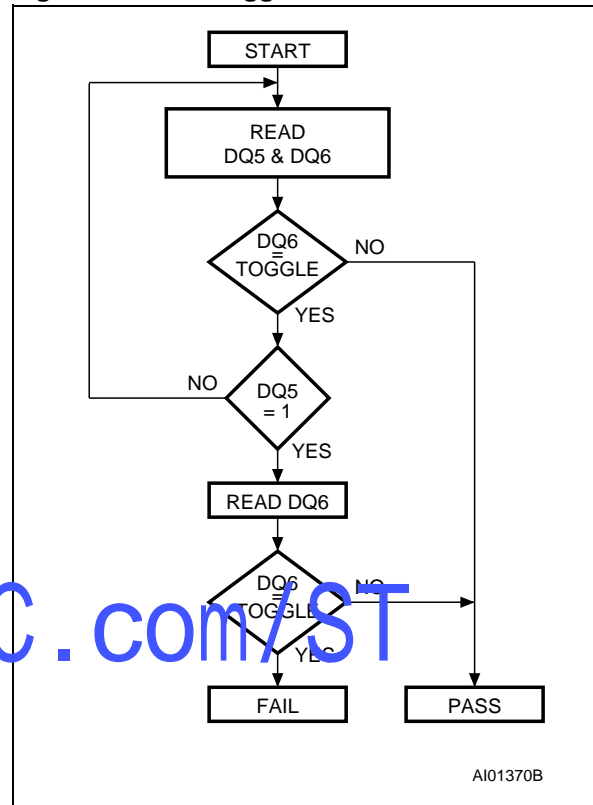 START
READ
DQ5 & DQ6
DQ6
=
TOGGLE
NO
YES
NO
DQ5
= 1
YES
READ DQ6
DQ6
=
TOGGLE
NO
C.com/ST
YES
FAIL
PASS
AI01370B